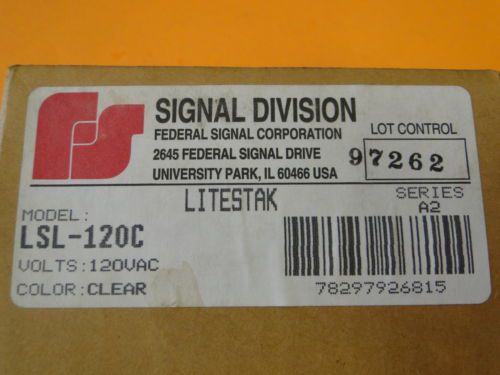 SIGNAL DIVISION
FEDERAL SIGNAL CORPORATION
2645 FEDERAL SIGNAL DRIVE
UNIVERSITY PARK, IL 60466 USA
LOT CONTROL
97262
LITESTAK
SERIES
A2
MODEL:
LSL-120C
VOLTS:120VAC
COLOR:CLEAR
78297926815